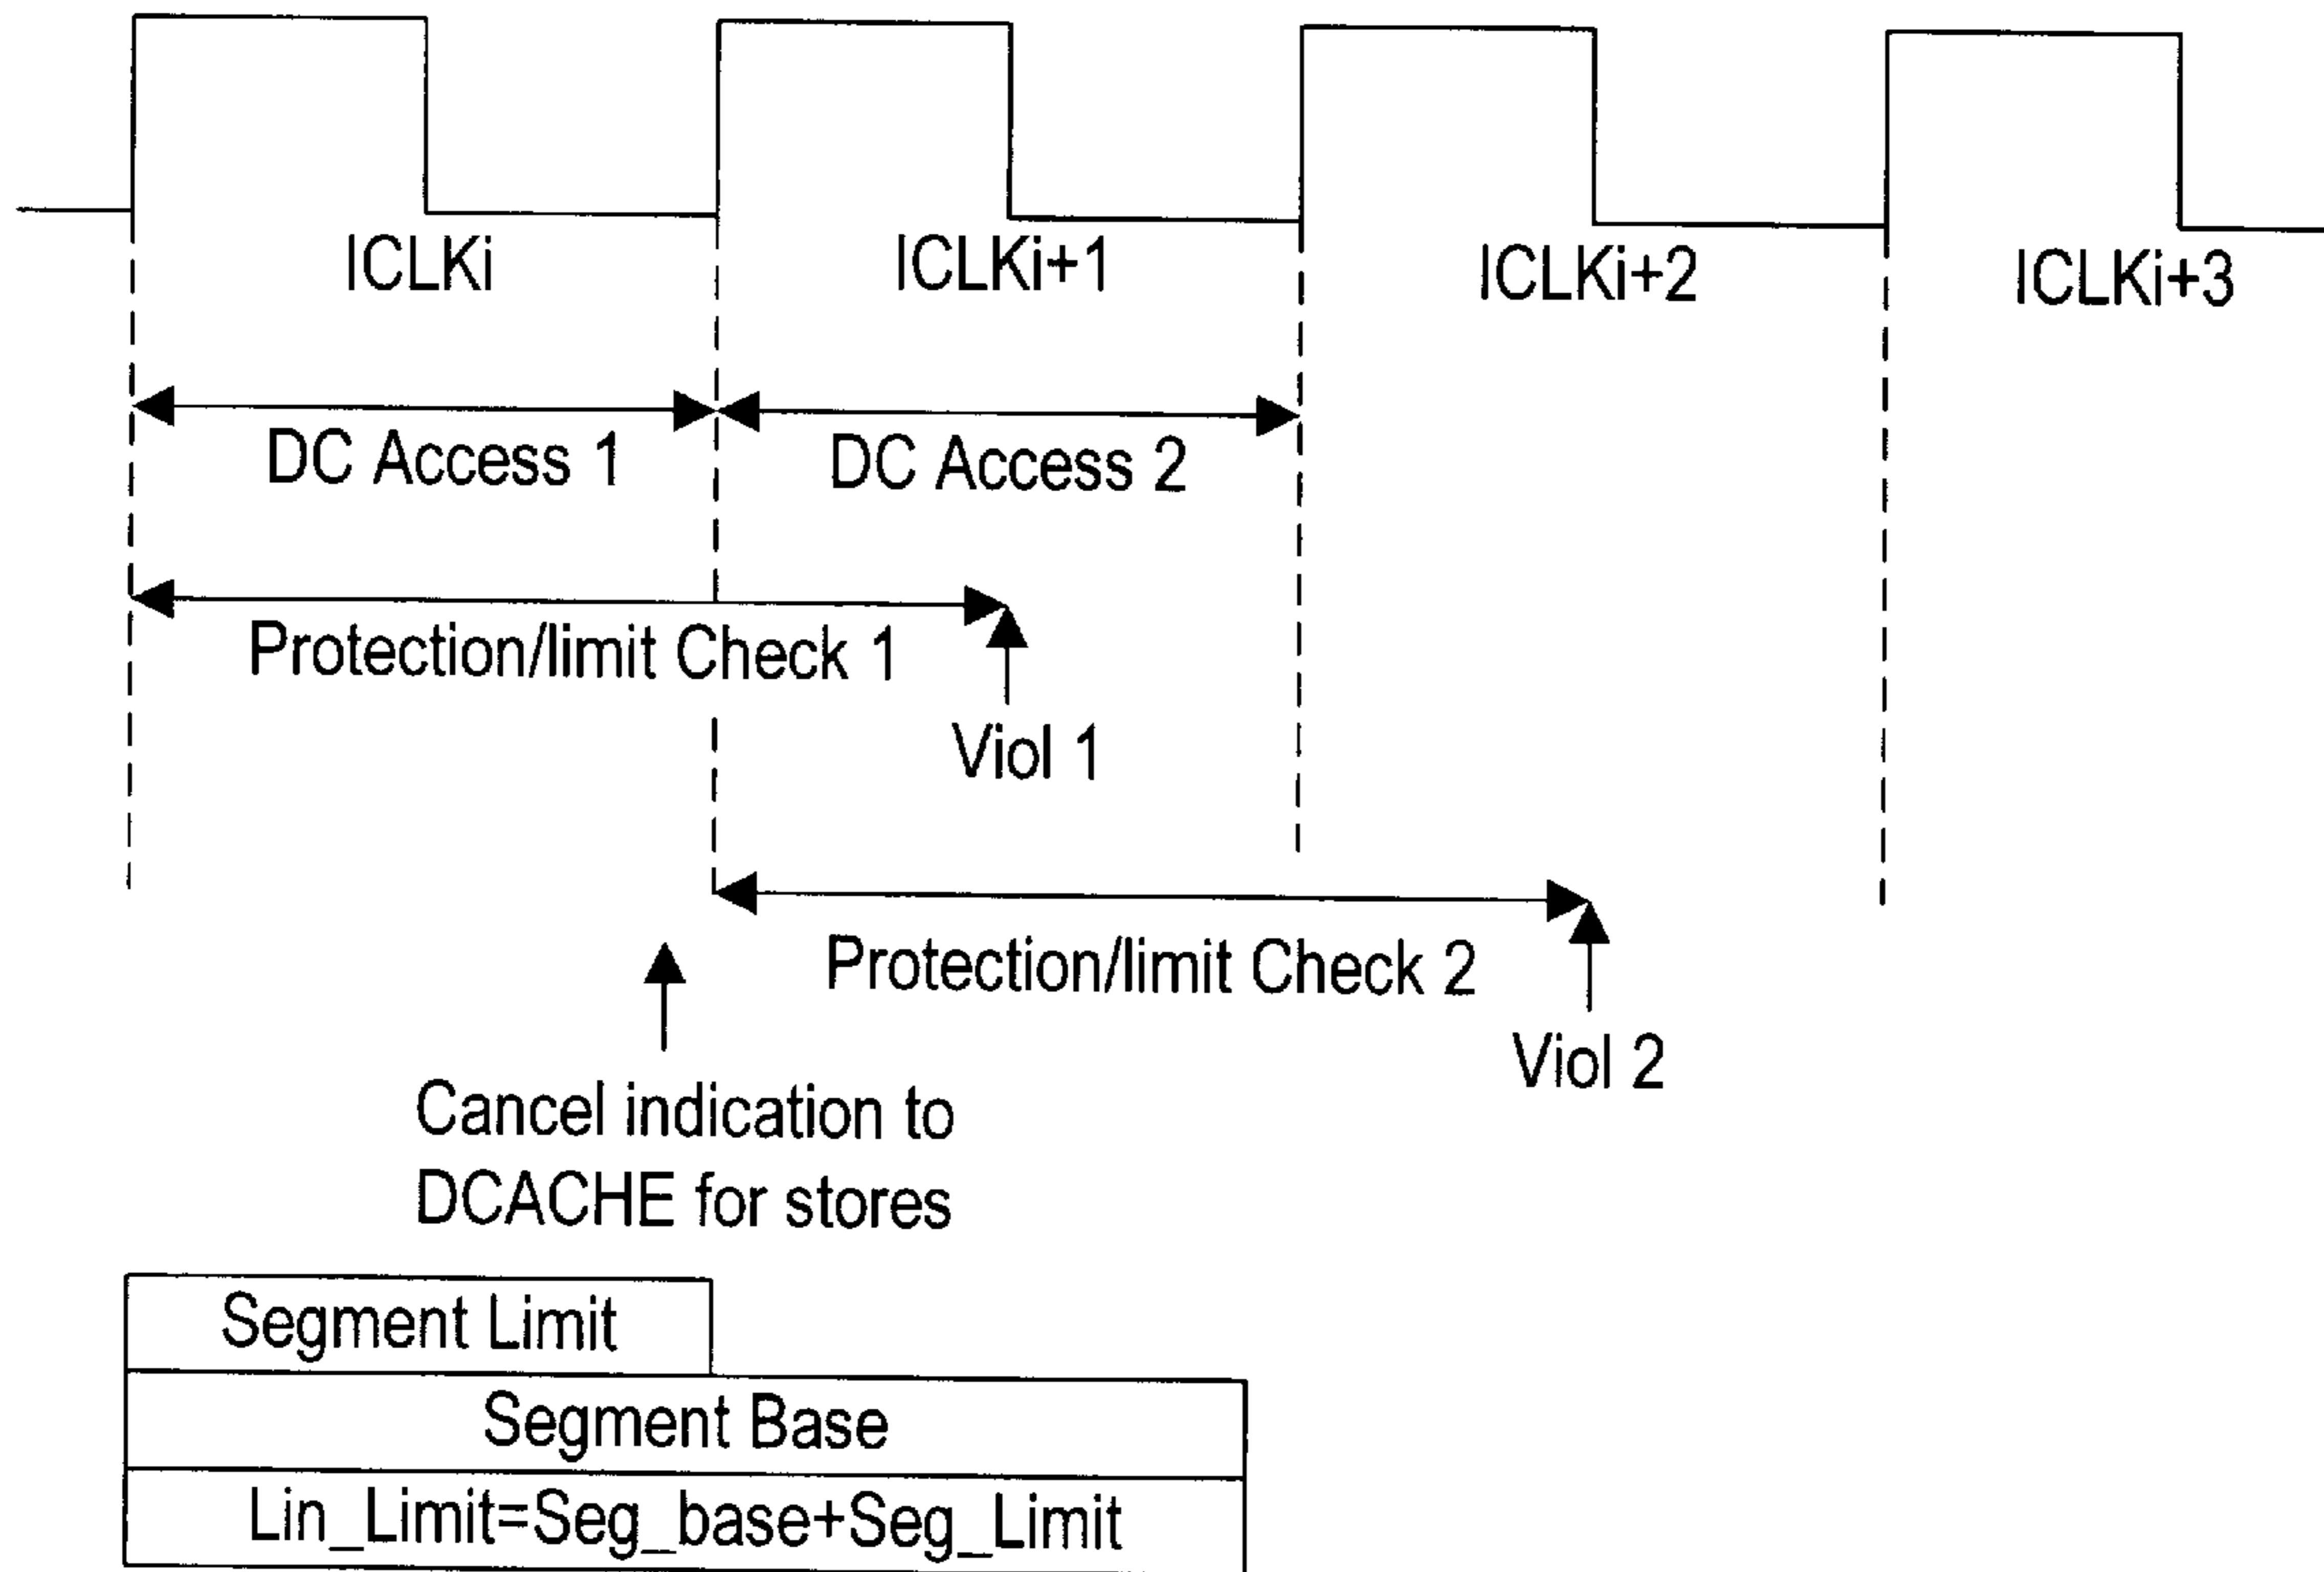 ICLKi
ICLKi+1
ICLKi+2
ICLKi+3
DC Access 1
DC Access 2
Protection/limit Check 1
Viol 1
Protection/limit Check 2
Viol 2
Cancel indication to
DCACHE for stores
Segment Limit
Segment Base
Lin_Limit=Seg_base+Seg_Limit